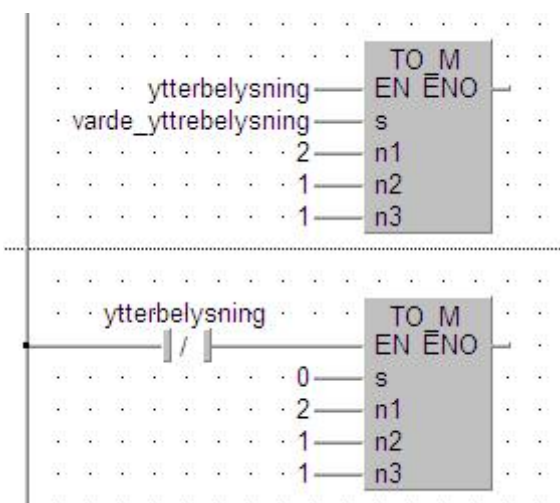 TO_M
ytterbelysning EN ENO
varde_yttrebelysning s
2 n1
1 n2
1 n3
ytterbelysning TO_M
/ EN ENO
0 s
2 n1
1 n2
1 n3